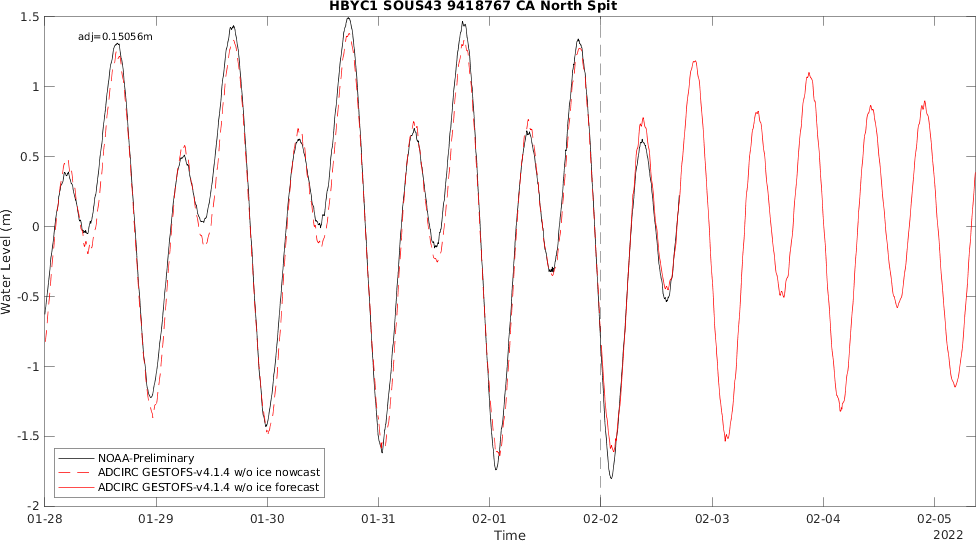 HBYC1 SOUS43 9418767 CA North Spit
adj=0.15056m
1.5
1
0.5
0
-0.5
-1
-1.5
-2
Water Level (m)
NOAA-Preliminary
ADCIRC GESTOFS-v4.1.4 w/o ice nowcast
ADCIRC GESTOFS-v4.1.4 w/o ice forecast
01-28 01-29 01-30 01-31 02-01 02-02 02-03 02-04 02-05
Time
2022